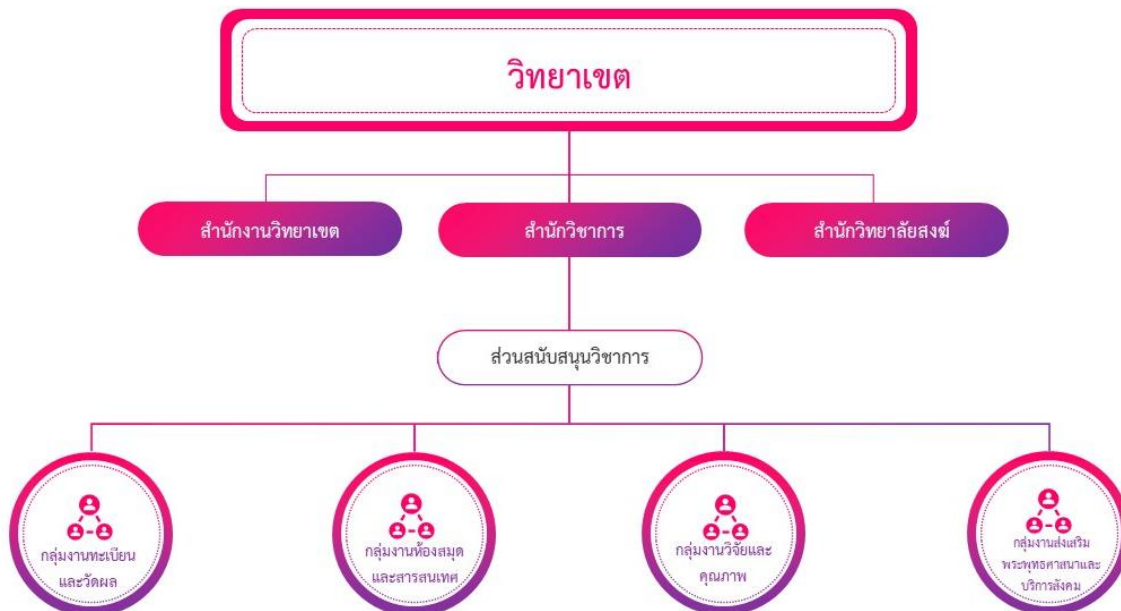 วิทยาเขต
สำนักงานวิทยาเขต
สำนักวิชาการ
สำนักวิทยาลัยสงฆ์
ส่วนสนับสนุนวิชาการ
กลุ่มงานทะเบียน
และวัดผล
กลุ่มงานห้องสมุด
และสารสนเทศ
กลุ่มงานวิจัยและ
คุณภาพ
กลุ่มงานส่งเสริม
พระพุทธศาสนาและ
บริการสังคม